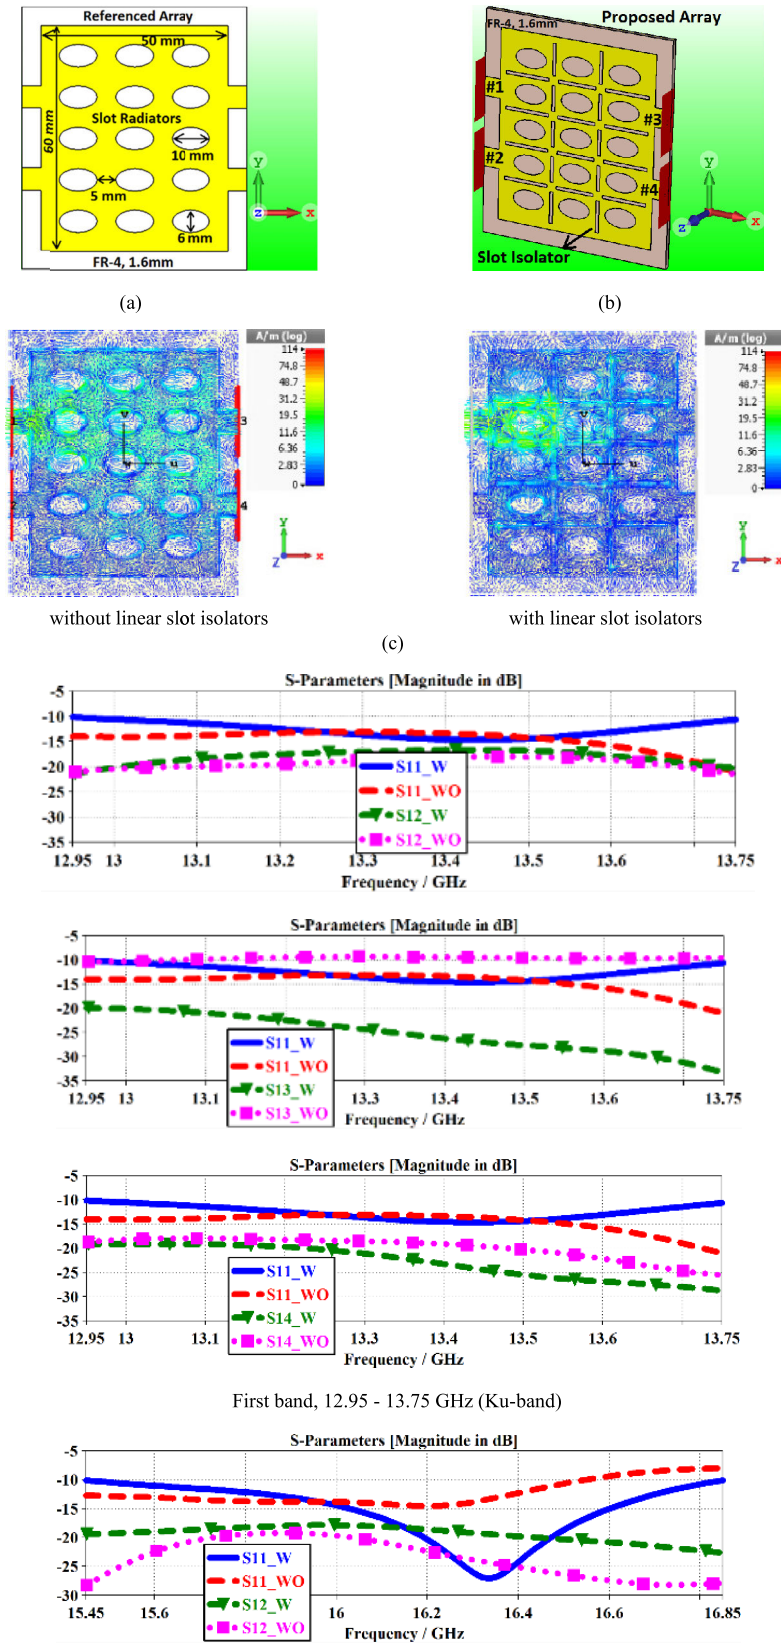 Referenced Array
50 mm
60 mm
Slot Radiators
10 mm
5 mm
6 mm
FR-4, 1.6mm
y
z
x
(a)
FR-4, 1.6mm
Proposed Array
#1
#3
#2
#4
Slot Isolator
y
z
x
(b)
A/m (log)
114
74.8
48.7
31.2
19.5
11.6
6.36
2.83
0
1
3
v
u
4
y
Z
x
A/m (log)
114
74.8
48.7
31.2
19.5
11.6
6.36
2.83
0
v
u
y
Z
x
without linear slot isolators
with linear slot isolators
(c)
S-Parameters [Magnitude in dB]
-5
-10
-15
-20
-25
-30
-35
S11_W
S11_WO
S12_W
S12_WO
12.95 13 13.1 13.2 13.3 13.4 13.5 13.6 13.75
Frequency / GHz
S-Parameters [Magnitude in dB]
-5
-10
-15
-20
-25
-30
-35
S11_W
S11_WO
S13_W
S13_WO
12.95 13 13.1 13.3 13.4 13.5 13.6 13.75
Frequency / GHz
S-Parameters [Magnitude in dB]
-5
-10
-15
-20
-25
-30
-35
S11_W
S11_WO
S14_W
S14_WO
12.95 13 13.1 13.3 13.4 13.5 13.6 13.75
Frequency / GHz
First band, 12.95 - 13.75 GHz (Ku-band)
S-Parameters [Magnitude in dB]
-5
-10
-15
-20
-25
-30
S11_W
S11_WO
S12_W
S12_WO
15.45 15.6 16 16.2 16.4 16.6 16.85
Frequency / GHz